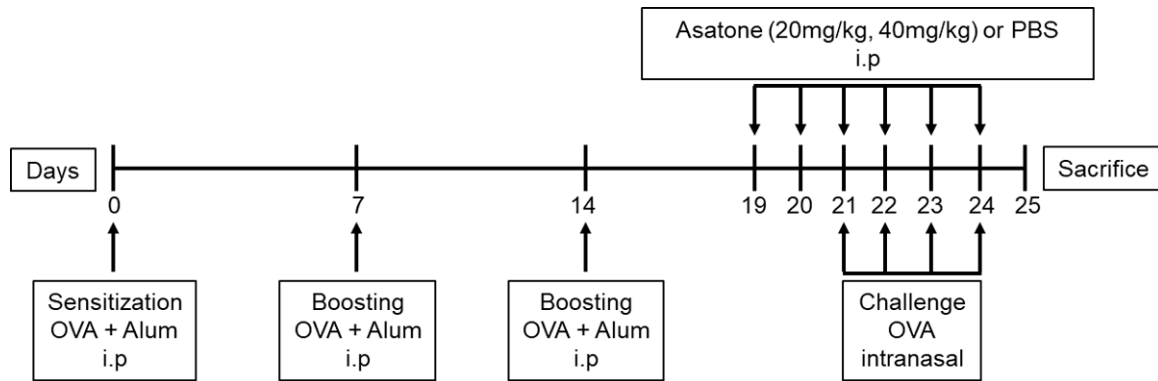 Asatone (20mg/kg, 40mg/kg) or PBS
i.p
Days
Sacrifice
0
7
14
19
20
21
22
23
24
25
Sensitization
OVA + Alum
i.p
Boosting
OVA + Alum
i.p
Boosting
OVA + Alum
i.p
Challenge
OVA
intranasal